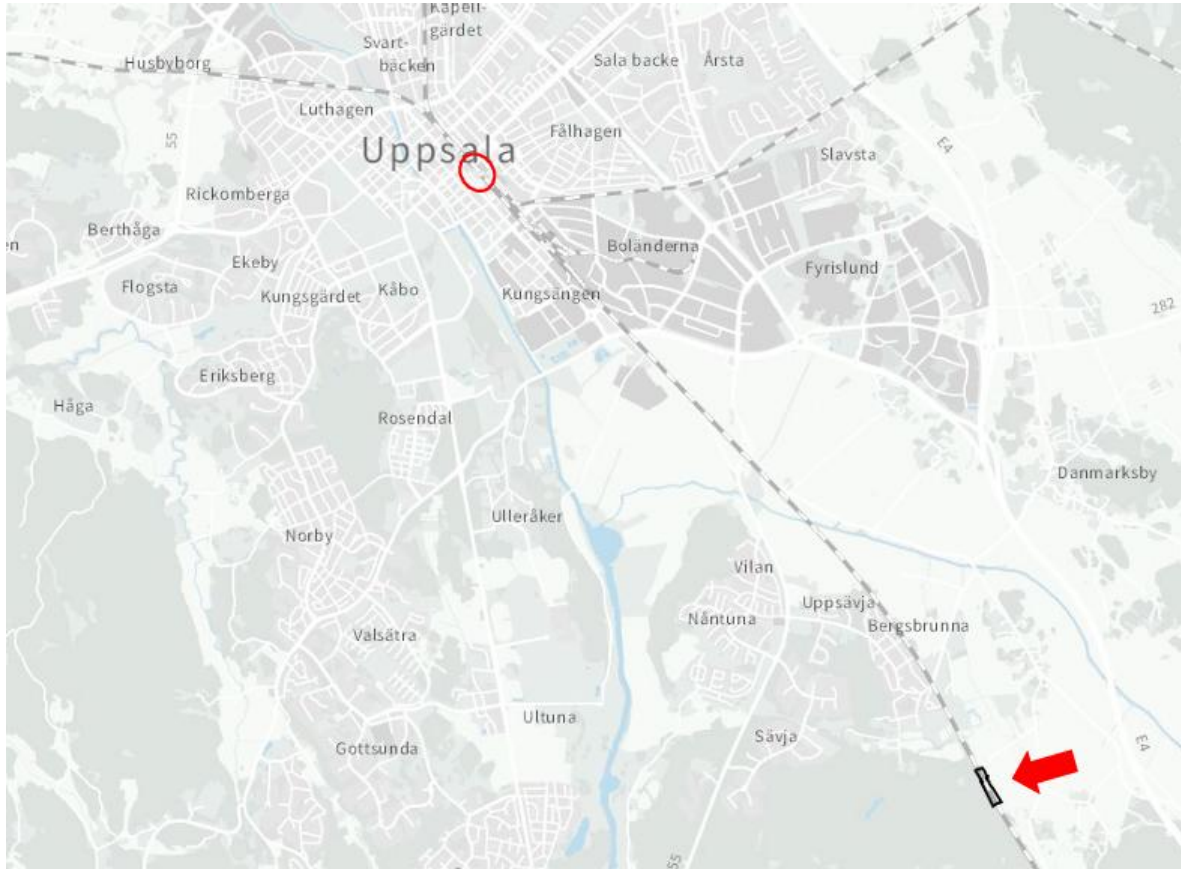 Kapell-
gärdet
Svart-
bäcken
Husbyborg
Sala backe
Årsta
Luthagen
Fålhagen
55
E4
Uppsala
Slavsta
Rickomberga
Berthåga
en
Boländerna
Ekeby
Fyrislund
Flogsta
Kungsgärdet
Kåbo
Kungsängen
282
Eriksberg
Håga
Rosendal
Danmarksby
Ulleråker
Norby
Vilan
Uppsävja
Nåntuna
Bergsbrunna
Valsätra
Ultuna
Sävja
Gottsunda
E4
55